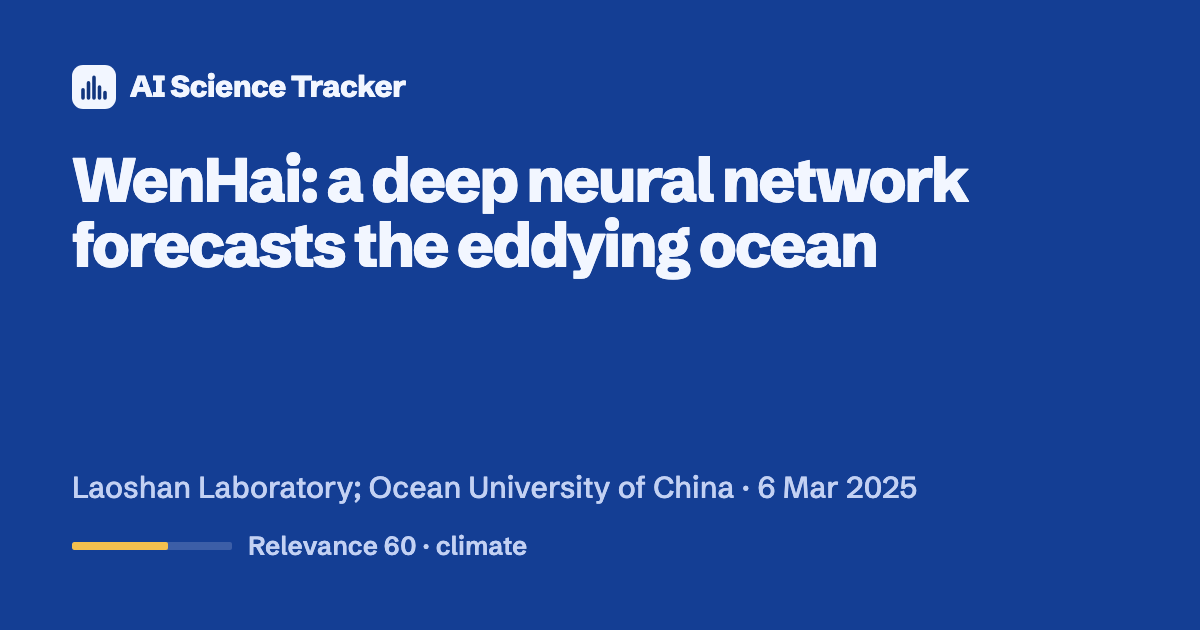 AI Science Tracker
WenHai: a deep neural network
forecasts the eddying ocean
Laoshan Laboratory; Ocean University of China · 6 Mar 2025
Relevance 60 · climate